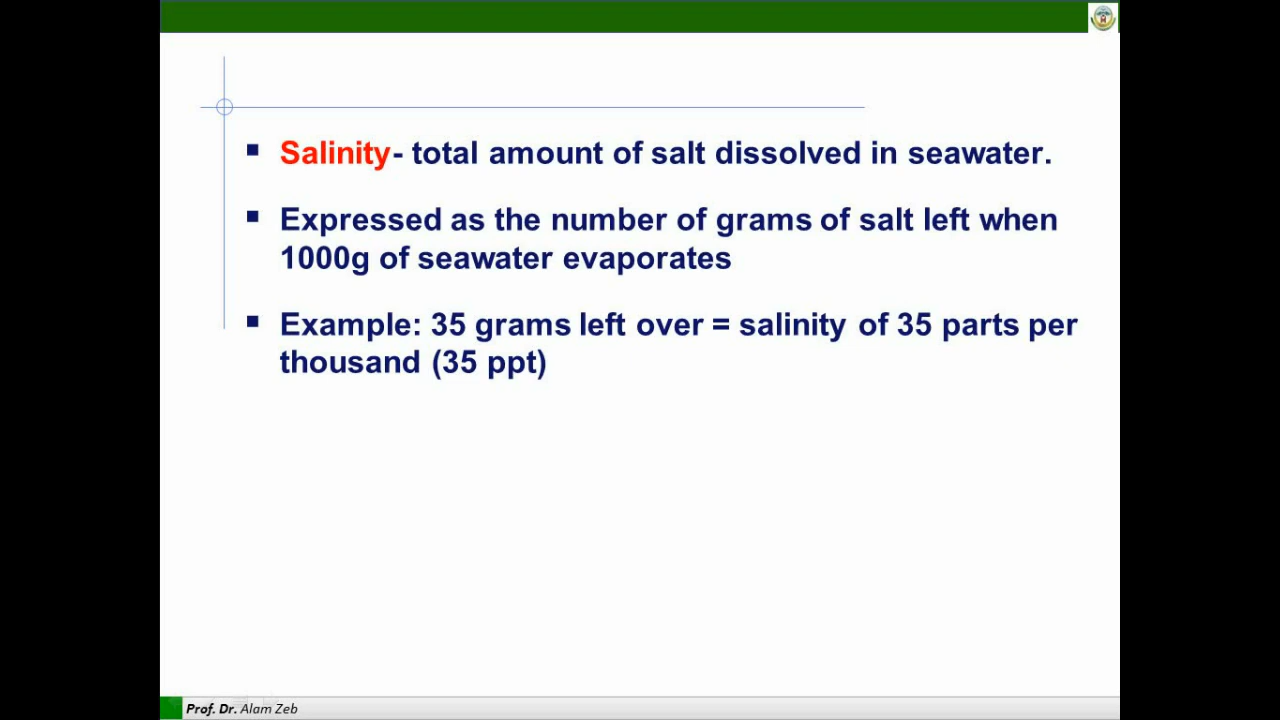 Salinity- total amount of salt dissolved in seawater.
Expressed as the number of grams of salt left when
1000g of seawater evaporates
Example: 35 grams left over = salinity of 35 parts per
thousand (35 ppt)
Prof. Dr. Alam Zeb